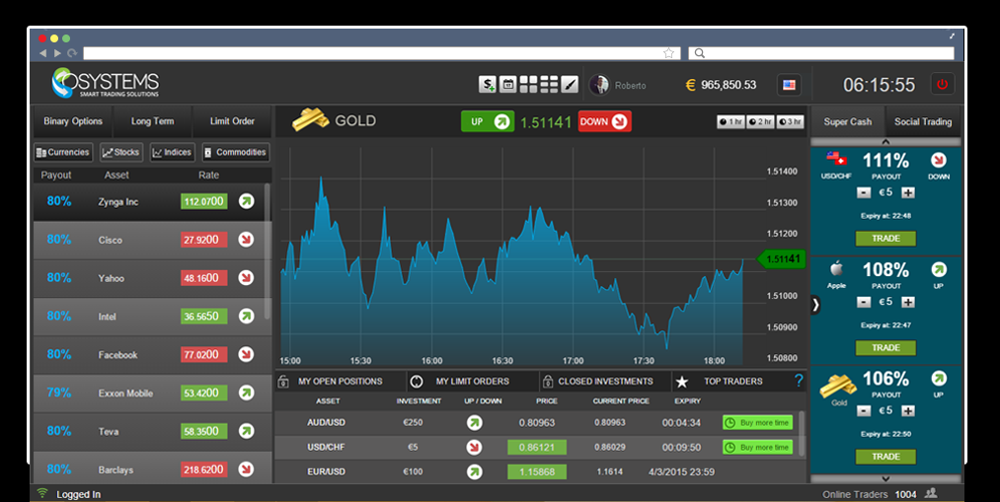 OSYSTEMS
SMART TRADING SOLUTIONS
Roberto
€ 965,850.53
06:15:55
Binary Options Long Term Limit Order
Currencies Stocks Indices Commodities
Payout Asset Rate
80% Zynga Inc 112.0700
80% Cisco 27.9200
80% Yahoo 48.1600
80% Intel 36.5650
80% Facebook 77.0200
79% Exxon Mobile 53.4200
80% Teva 58.3500
80% Barclays 218.6200
GOLD
UP 1.51141 DOWN
1 hr 2 hr 3 hr
1.51400
1.51300
1.51200
1.51141
1.51000
1.50900
1.50800
15:00 15:30 16:00 16:30 17:00 17:30 18:00
MY OPEN POSITIONS MY LIMIT ORDERS CLOSED INVESTMENTS TOP TRADERS ?
ASSET INVESTMENT UP / DOWN PRICE CURRENT PRICE EXPIRY
AUD/USD €250 0.80963 0.80963 00:04:34 Buy more time
USD/CHF €5 0.86121 0.86029 00:09:50 Buy more time
EUR/USD €100 1.15868 1.1614 4/3/2015 23:59
Super Cash Social Trading
111%
USD/CHF PAYOUT DOWN
- €5 +
Expiry at: 22:48
TRADE
108%
Apple PAYOUT UP
- €5 +
Expiry at: 22:47
TRADE
106%
Gold PAYOUT UP
- €5 +
Expiry at: 22:50
TRADE
Logged In
Online Traders 1004